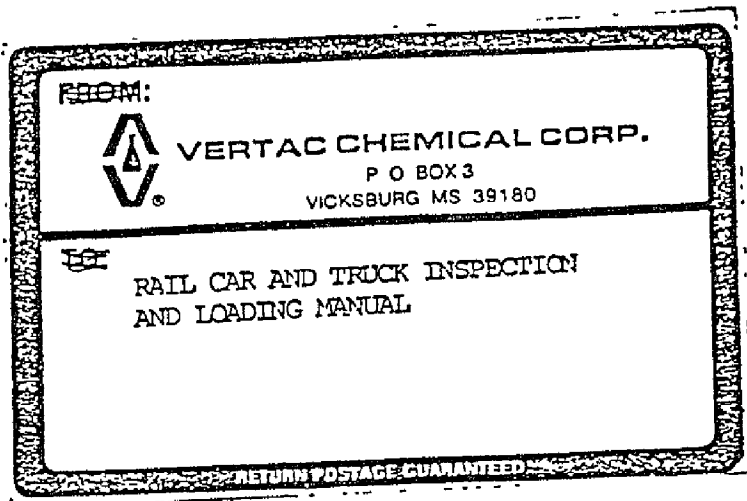 FROM:
VERTAC CHEMICAL CORP.
P O BOX 3
VICKSBURG MS 39180
TO:
RAIL CAR AND TRUCK INSPECTION
AND LOADING MANUAL
RETURN POSTAGE GUARANTEED